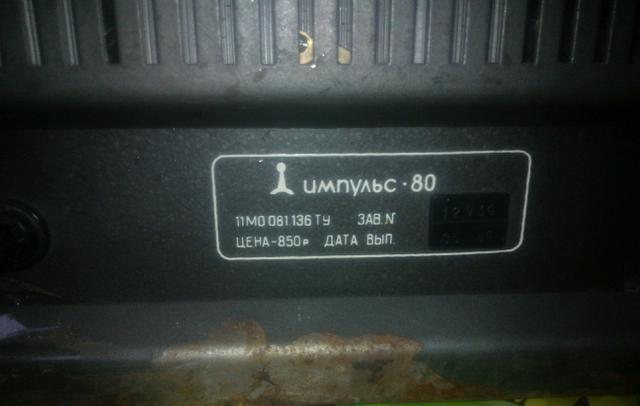 импульс · 80
11М0 081.136 ТУ ЗАВ.N
ЦЕНА-850р ДАТА ВЫП.